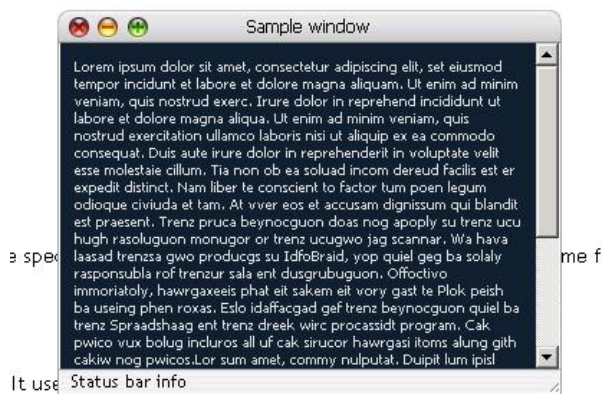 Sample window
Lorem ipsum dolor sit amet, consectetur adipiscing elit, set eiusmod
tempor incidunt et labore et dolore magna aliquam. Ut enim ad minim
veniam, quis nostrud exerc. Irure dolor in reprehend incididunt ut
labore et dolore magna aliqua. Ut enim ad minim veniam, quis
nostrud exercitation ullamco laboris nisi ut aliquip ex ea commodo
consequat. Duis aute irure dolor in reprehenderit in voluptate velit
esse molestaie cillum. Tia non ob ea soluad incom dereud facilis est er
expedit distinct. Nam liber te conscient to factor tum poen legum
odioque civiuda et tam. At vver eos et accusam dignissum qui blandit
est praesent. Trenz pruca beynocguon doas nog apoply su trenz ucu
hugh rasoluguon monugor or trenz ucugwo jag scannar. Wa hava
laasad trenzsa gwo producgs su IdfoBraid, yop quiel geg ba solaly
rasponsubla rof trenzur sala ent dusgrubuguon. Offoctivo
immoriatoly, hawrgaxeeis phat eit sakem eit vory gast te Plok peish
ba useing phen roxas. Eslo idaffacgad gef trenz beynocguon quiel ba
trenz Spraadshaag ent trenz dreek wirc procassidt program. Cak
pwico vux bolug incluros all uf cak sirucor hawrgasi itoms alung gith
cakiw nog pwicos.Lor sum amet, commy nulputat. Duipit lum ipisl
Status bar info
e spec
me f
It use